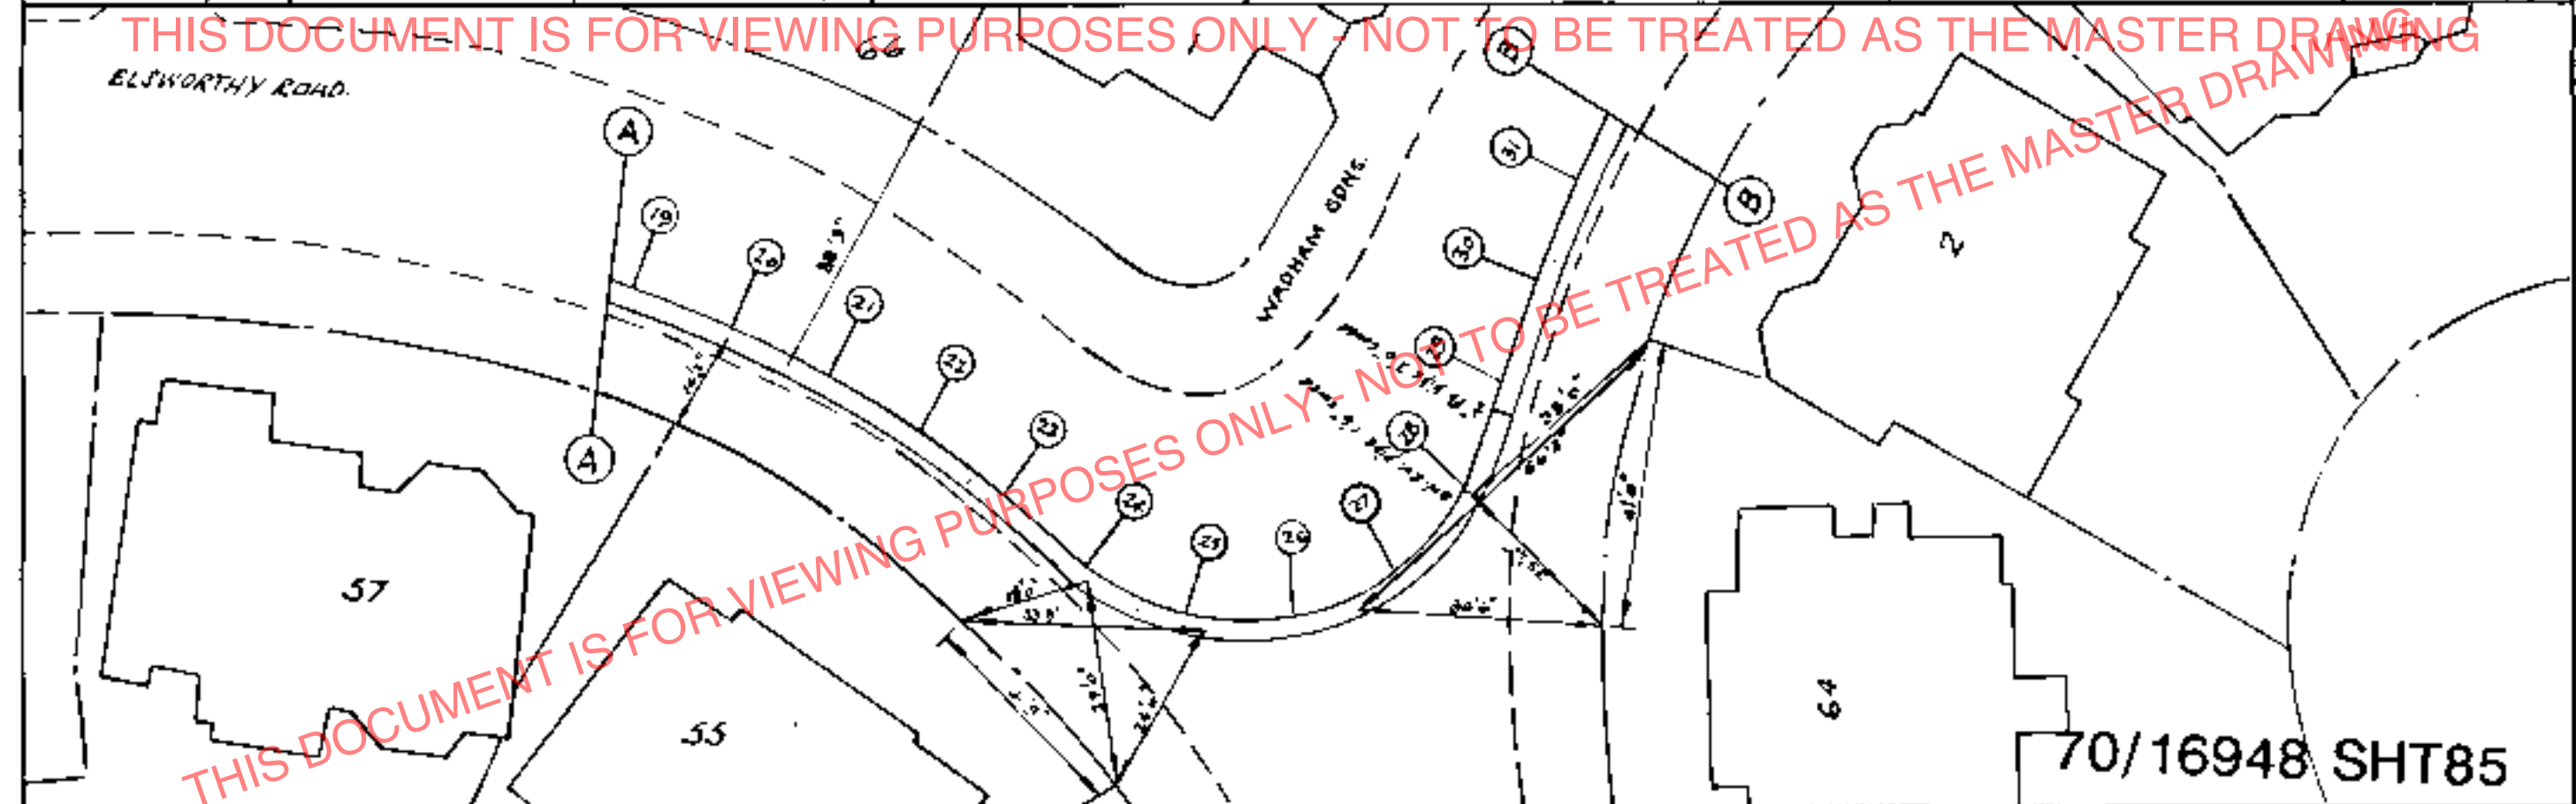 THIS DOCUMENT IS FOR VIEWING PURPOSES ONLY - NOT TO BE TREATED AS THE MASTER DRAWING
THIS DOCUMENT IS FOR VIEWING PURPOSES ONLY - NOT TO BE TREATED AS THE MASTER DRAWING
ELSWORTHY ROAD.
66
A
A
B
B
19
20
21
22
23
24
25
26
27
28
29
30
31
WADHAM GDNS.
2
57
55
64
70/16948 SHT85